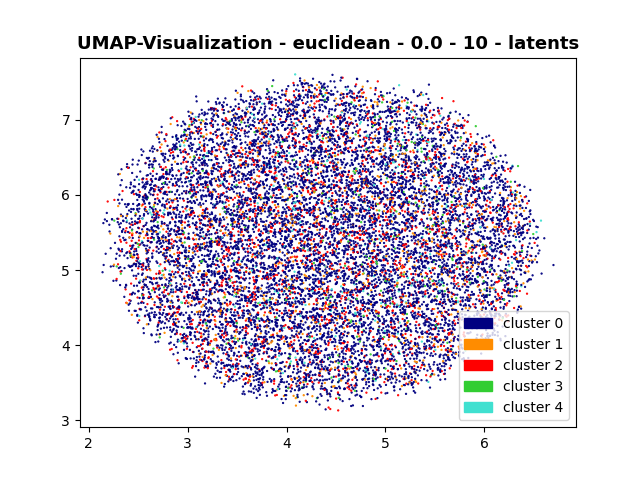 UMAP-Visualization - euclidean - 0.0 - 10 - latents
7
6
5
4
3
2 3 4 5 6
cluster 0
cluster 1
cluster 2
cluster 3
cluster 4